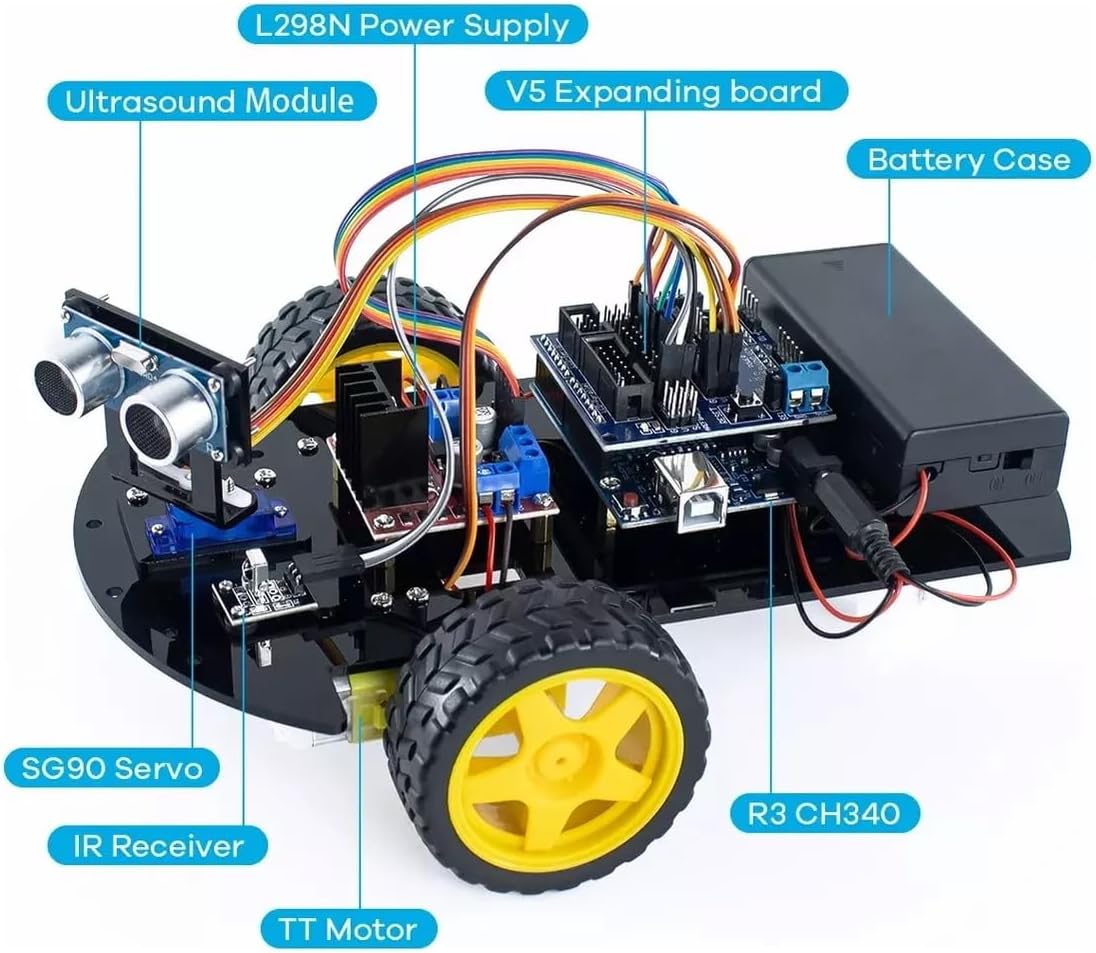 L298N Power Supply
Ultrasound Module
V5 Expanding board
Battery Case
SG90 Servo
IR Receiver
R3 CH340
TT Motor